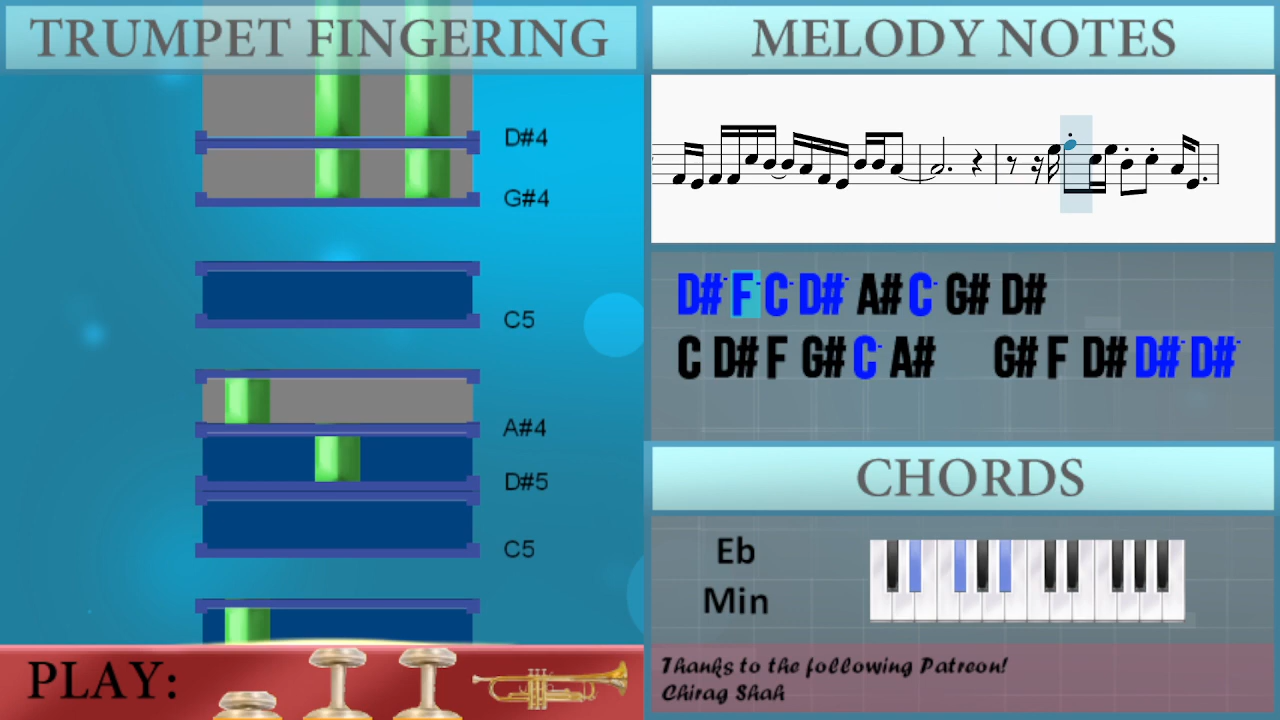 TRUMPET FINGERING
D#4
G#4
C5
A#4
D#5
C5
PLAY:
MELODY NOTES
D#- F- C- D#- A# C- G# D#
C D# F G# C- A# G# F D# D#- D#-
CHORDS
Eb
Min
Thanks to the following Patreon!
Chirag Shah